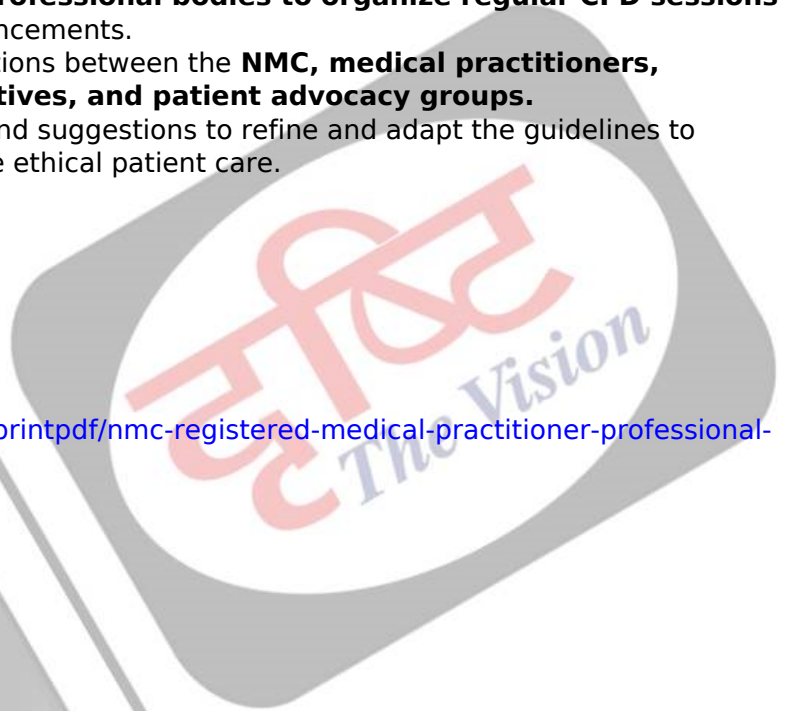 rofessional bodies to organize regular CPD sessions
ncements.
tions between the NMC, medical practitioners,
tives, and patient advocacy groups.
nd suggestions to refine and adapt the guidelines to
e ethical patient care.
दृष्टि
The Vision
printpdf/nmc-registered-medical-practitioner-professional-